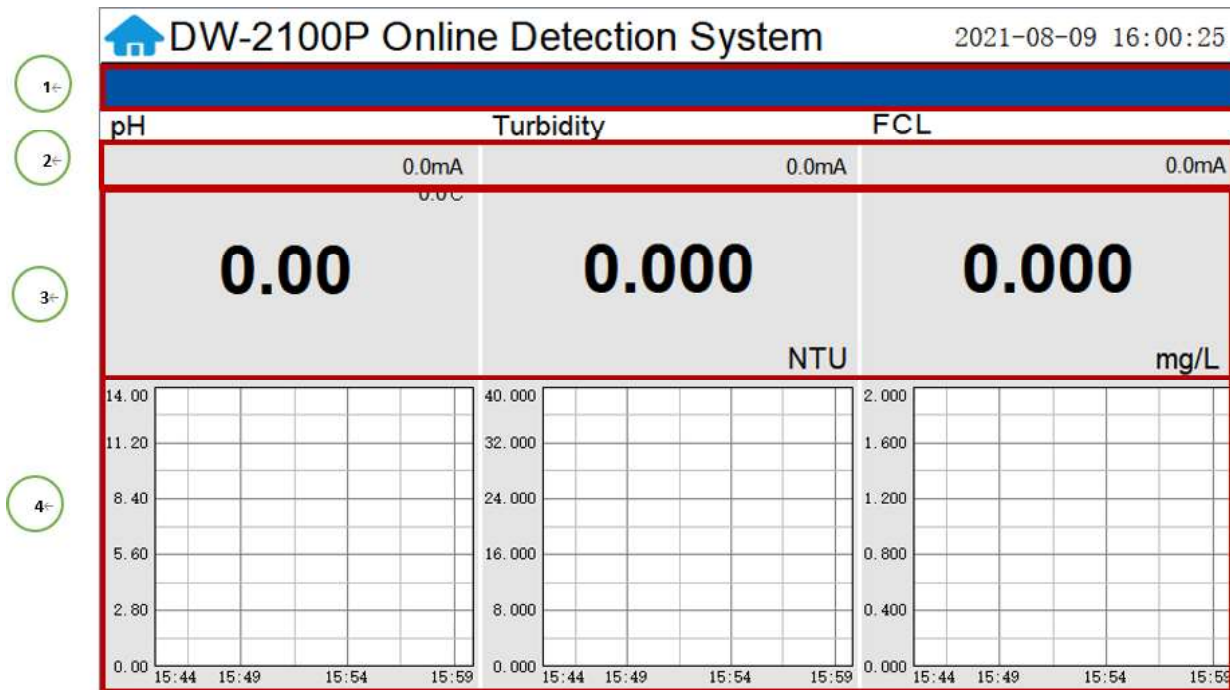 DW-2100P Online Detection System 2021-08-09 16:00:25
1←
pH Turbidity FCL
2←
0.0mA 0.0mA 0.0mA
0.0℃
3←
0.00 0.000 0.000
NTU mg/L
14.00 40.000 2.000
11.20 32.000 1.600
4←
8.40 24.000 1.200
5.60 16.000 0.800
2.80 8.000 0.400
0.00 0.000 0.000
15:44 15:49 15:54 15:59 15:44 15:49 15:54 15:59 15:44 15:49 15:54 15:59